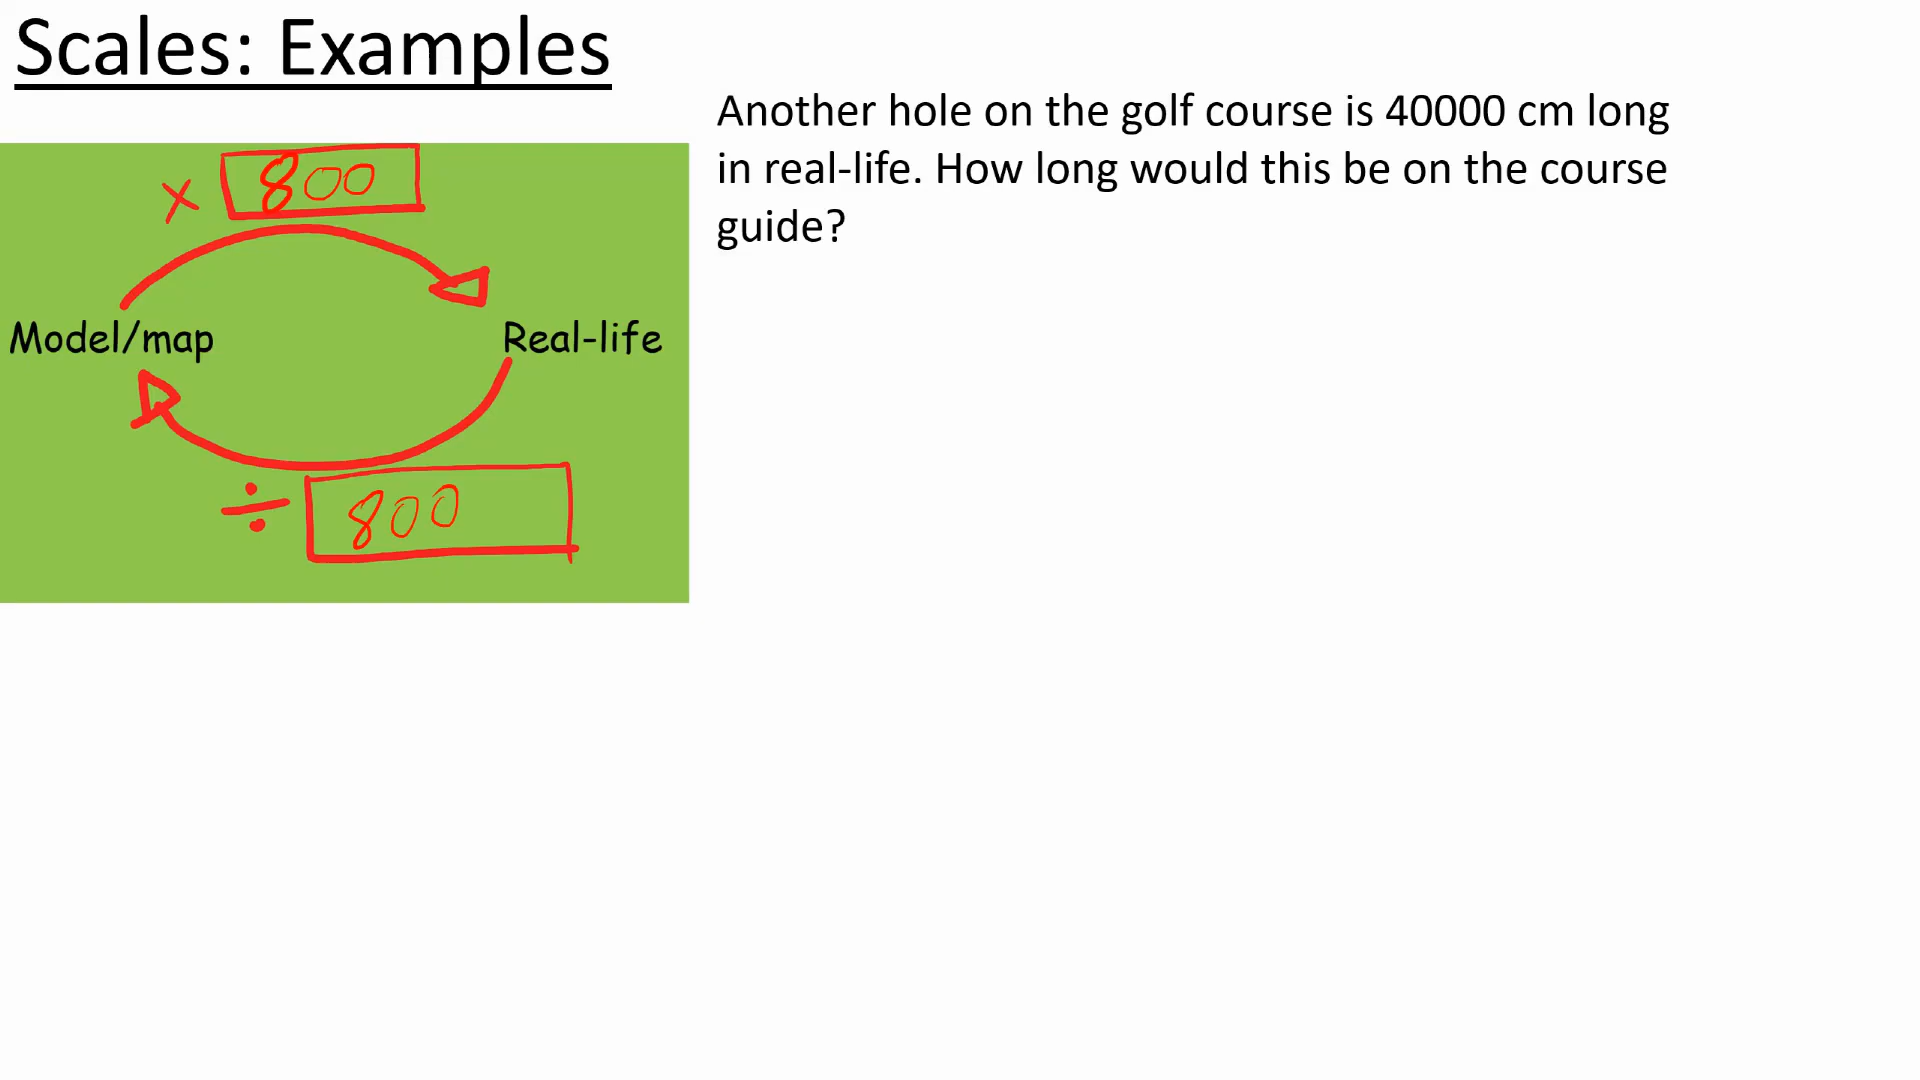 Scales: Examples
Another hole on the golf course is 40000 cm long
in real-life. How long would this be on the course
guide?
× 800
Model/map
Real-life
÷ 800